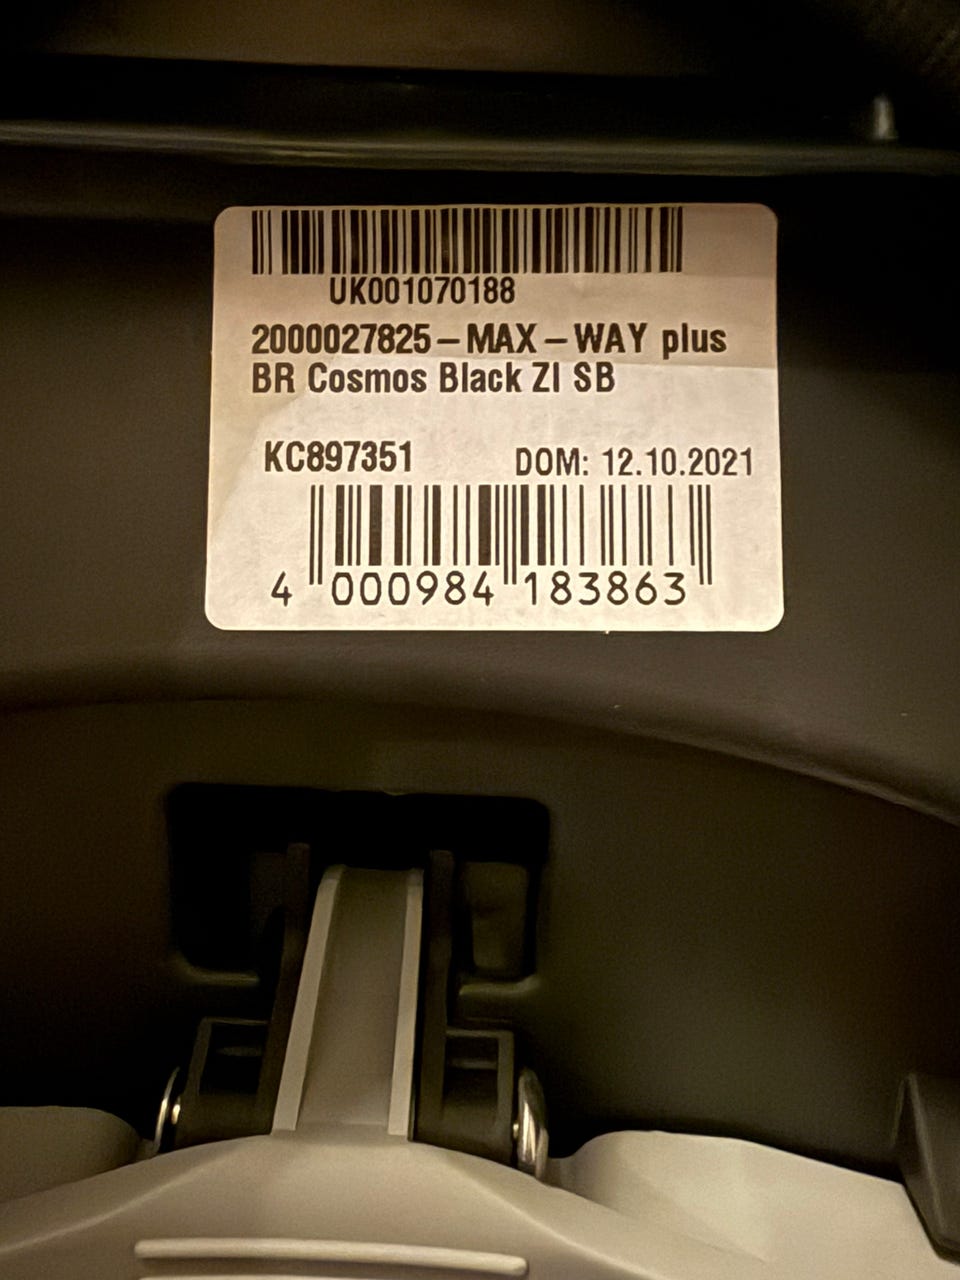 UK001070188
2000027825–MAX–WAY plus
BR Cosmos Black ZI SB
KC897351 DOM: 12.10.2021
4 000984 183863